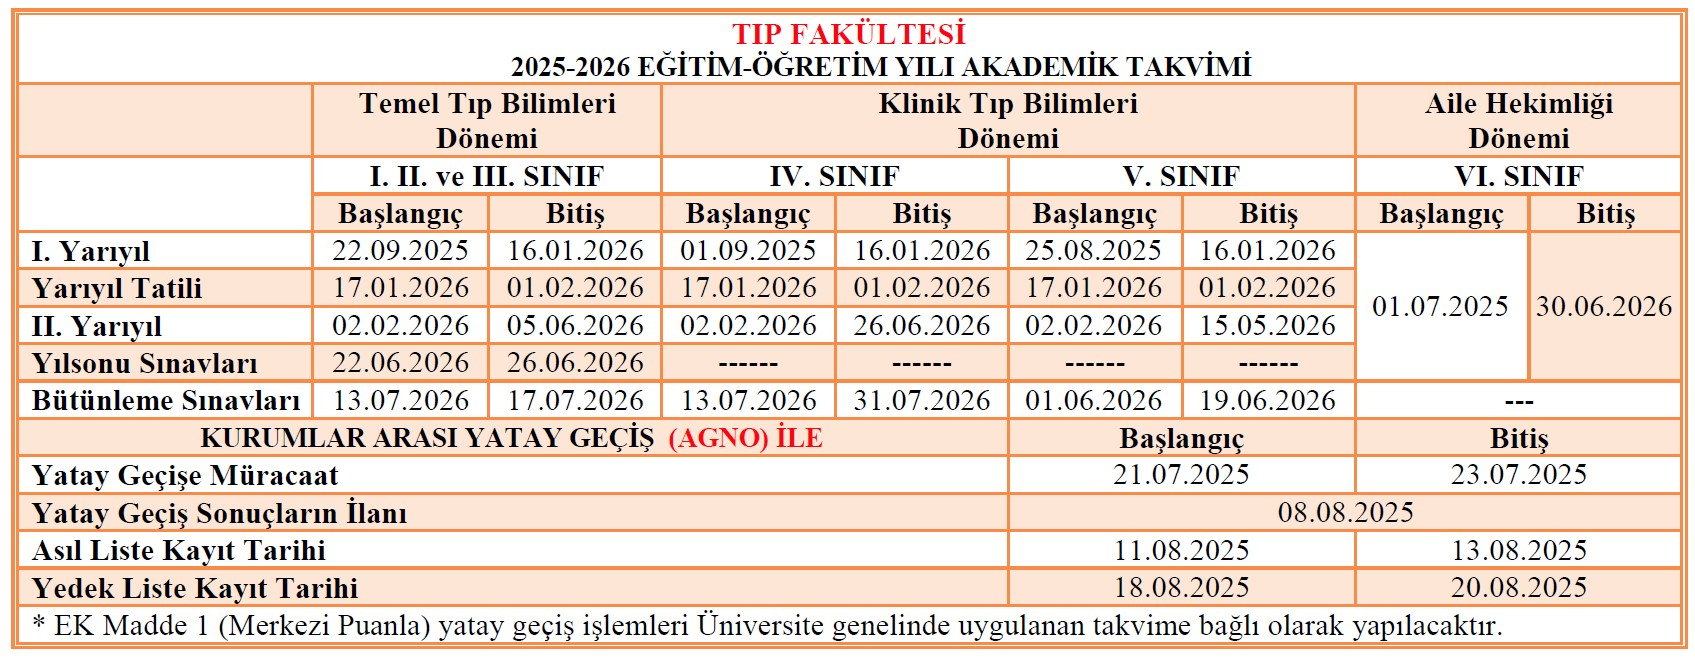 TIP FAKÜLTESİ
2025-2026 EĞİTİM-ÖĞRETİM YILI AKADEMİK TAKVİMİ
Temel Tıp Bilimleri Dönemi Klinik Tıp Bilimleri Dönemi Aile Hekimliği Dönemi
I. II. ve III. SINIF IV. SINIF V. SINIF VI. SINIF
Başlangıç Bitiş Başlangıç Bitiş Başlangıç Bitiş Başlangıç Bitiş
I. Yarıyıl 22.09.2025 16.01.2026 01.09.2025 16.01.2026 25.08.2025 16.01.2026
Yarıyıl Tatili 17.01.2026 01.02.2026 17.01.2026 01.02.2026 17.01.2026 01.02.2026
01.07.2025 30.06.2026
II. Yarıyıl 02.02.2026 05.06.2026 02.02.2026 26.06.2026 02.02.2026 15.05.2026
Yılsonu Sınavları 22.06.2026 26.06.2026 ------ ------ ------ ------
Bütünleme Sınavları 13.07.2026 17.07.2026 13.07.2026 31.07.2026 01.06.2026 19.06.2026 ---
KURUMLAR ARASI YATAY GEÇİŞ (AGNO) İLE Başlangıç Bitiş
Yatay Geçişe Müracaat 21.07.2025 23.07.2025
Yatay Geçiş Sonuçların İlanı 08.08.2025
Asıl Liste Kayıt Tarihi 11.08.2025 13.08.2025
Yedek Liste Kayıt Tarihi 18.08.2025 20.08.2025
* EK Madde 1 (Merkezi Puanla) yatay geçiş işlemleri Üniversite genelinde uygulanan takvime bağlı olarak yapılacaktır.